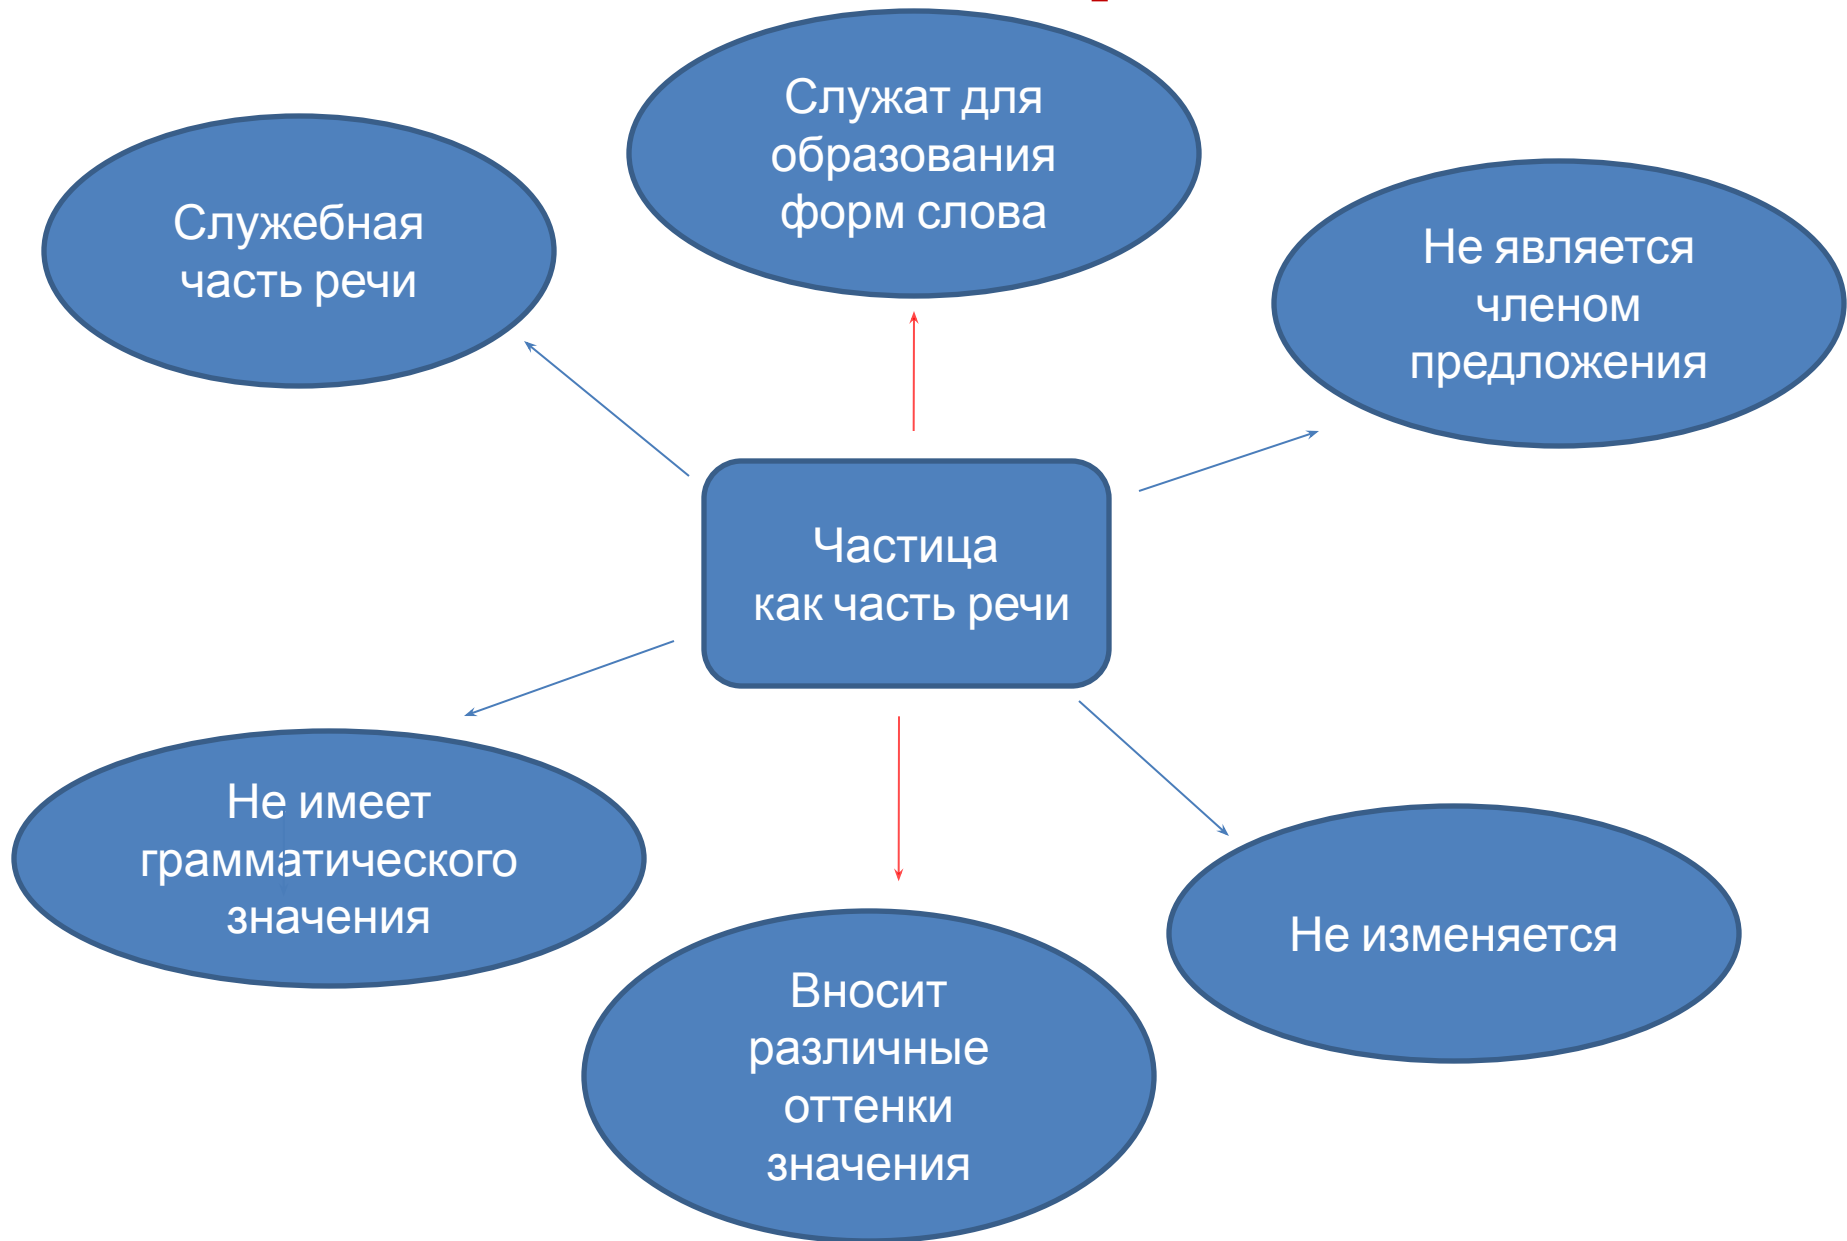 Служат для
образования
форм слова
Служебная
часть речи
Не является
членом
предложения
Частица
как часть речи
Не имеет
грамматического
значения
Не изменяется
Вносит
различные
оттенки
значения